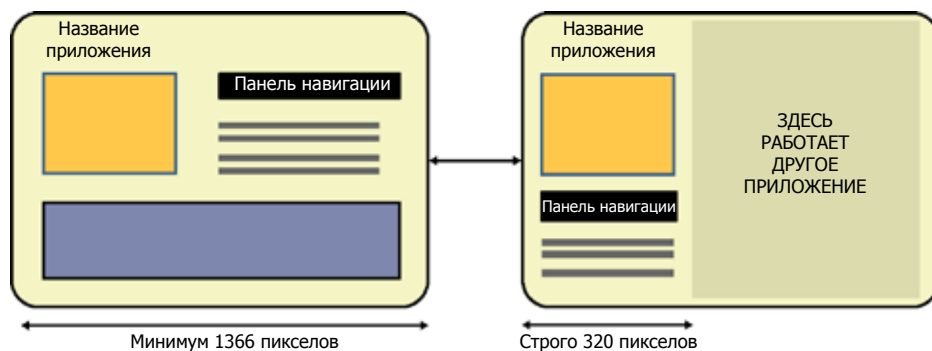 Название
приложения
Панель навигации
Минимум 1366 пикселов
Название
приложения
Панель навигации
ЗДЕСЬ
РАБОТАЕТ
ДРУГОЕ
ПРИЛОЖЕНИЕ
Строго 320 пикселов